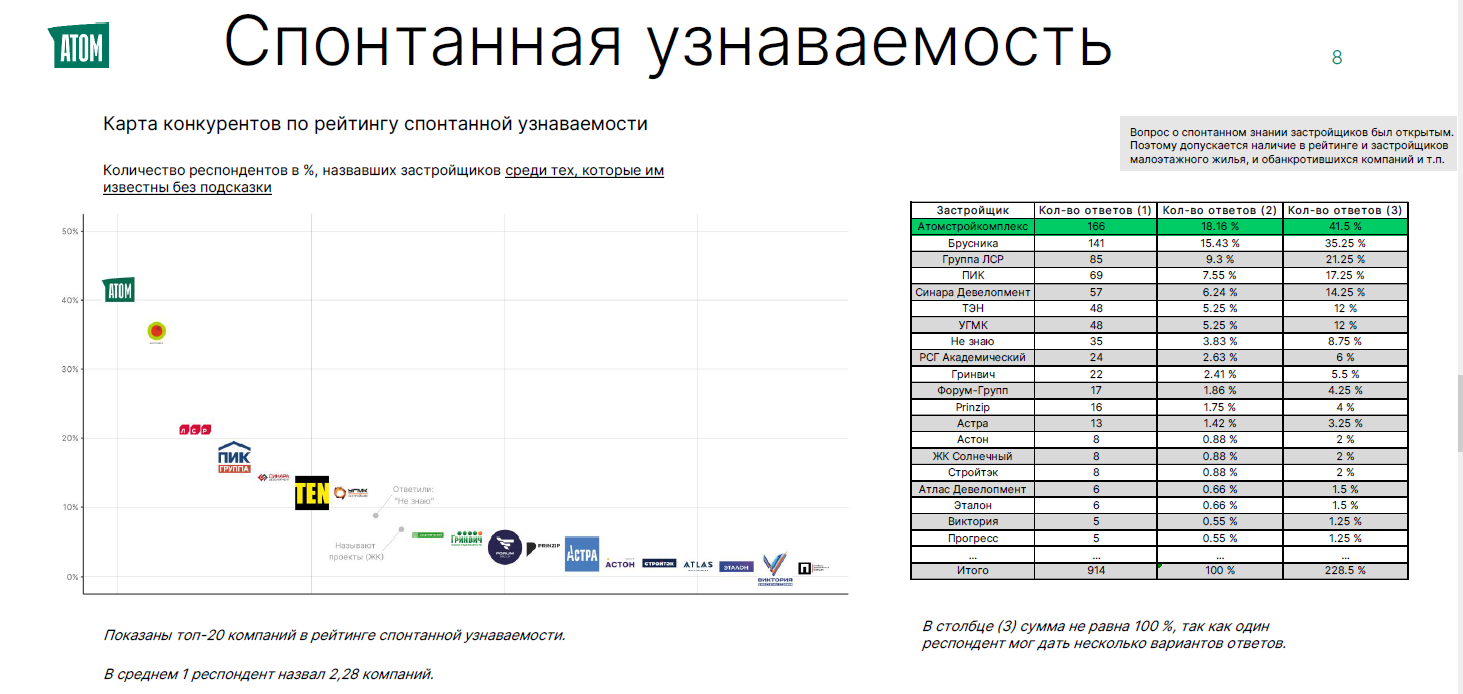 АТОМ
Спонтанная узнаваемость
8
Карта конкурентов по рейтингу спонтанной узнаваемости
Вопрос о спонтанном знании застройщиков был открытым.
Поэтому допускается наличие в рейтинге и застройщиков
малоэтажного жилья, и обанкротившихся компаний и т.п.
Количество респондентов в %, назвавших застройщиков среди тех, которые им
известны без подсказки
50%
40%
30%
20%
10%
0%
АТОМ
ЛСР
ПИК
ГРУППА
СИНАРА
TEN
УГМК
Ответили:
"Не знаю"
Называют
проекты (ЖК)
ГРИНВИЧ
FORUM
PRINZIP
АСТРА
АСТОН
СТРОЙТЭК
ATLAS
ЭТАЛОН
ВИКТОРИЯ
Застройщик Кол-во ответов (1) Кол-во ответов (2) Кол-во ответов (3)
Атомстройкомплекс 166 18.16 % 41.5 %
Брусника 141 15.43 % 35.25 %
Группа ЛСР 85 9.3 % 21.25 %
ПИК 69 7.55 % 17.25 %
Синара Девелопмент 57 6.24 % 14.25 %
ТЭН 48 5.25 % 12 %
УГМК 48 5.25 % 12 %
Не знаю 35 3.83 % 8.75 %
РСГ Академический 24 2.63 % 6 %
Гринвич 22 2.41 % 5.5 %
Форум-Групп 17 1.86 % 4.25 %
Prinzip 16 1.75 % 4 %
Астра 13 1.42 % 3.25 %
Астон 8 0.88 % 2 %
ЖК Солнечный 8 0.88 % 2 %
Стройтэк 8 0.88 % 2 %
Атлас Девелопмент 6 0.66 % 1.5 %
Эталон 6 0.66 % 1.5 %
Виктория 5 0.55 % 1.25 %
Прогресс 5 0.55 % 1.25 %
... ... ... ...
Итого 914 100 % 228.5 %
Показаны топ-20 компаний в рейтинге спонтанной узнаваемости.
В среднем 1 респондент назвал 2,28 компаний.
В столбце (3) сумма не равна 100 %, так как один
респондент мог дать несколько вариантов ответов.